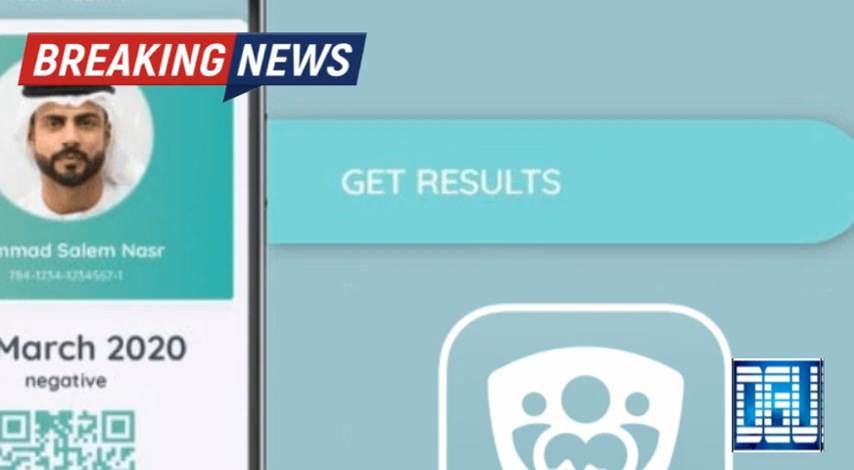 BREAKING NEWS
GET RESULTS
mmad Salem Nasr
784-1234-1234567-1
March 2020
negative